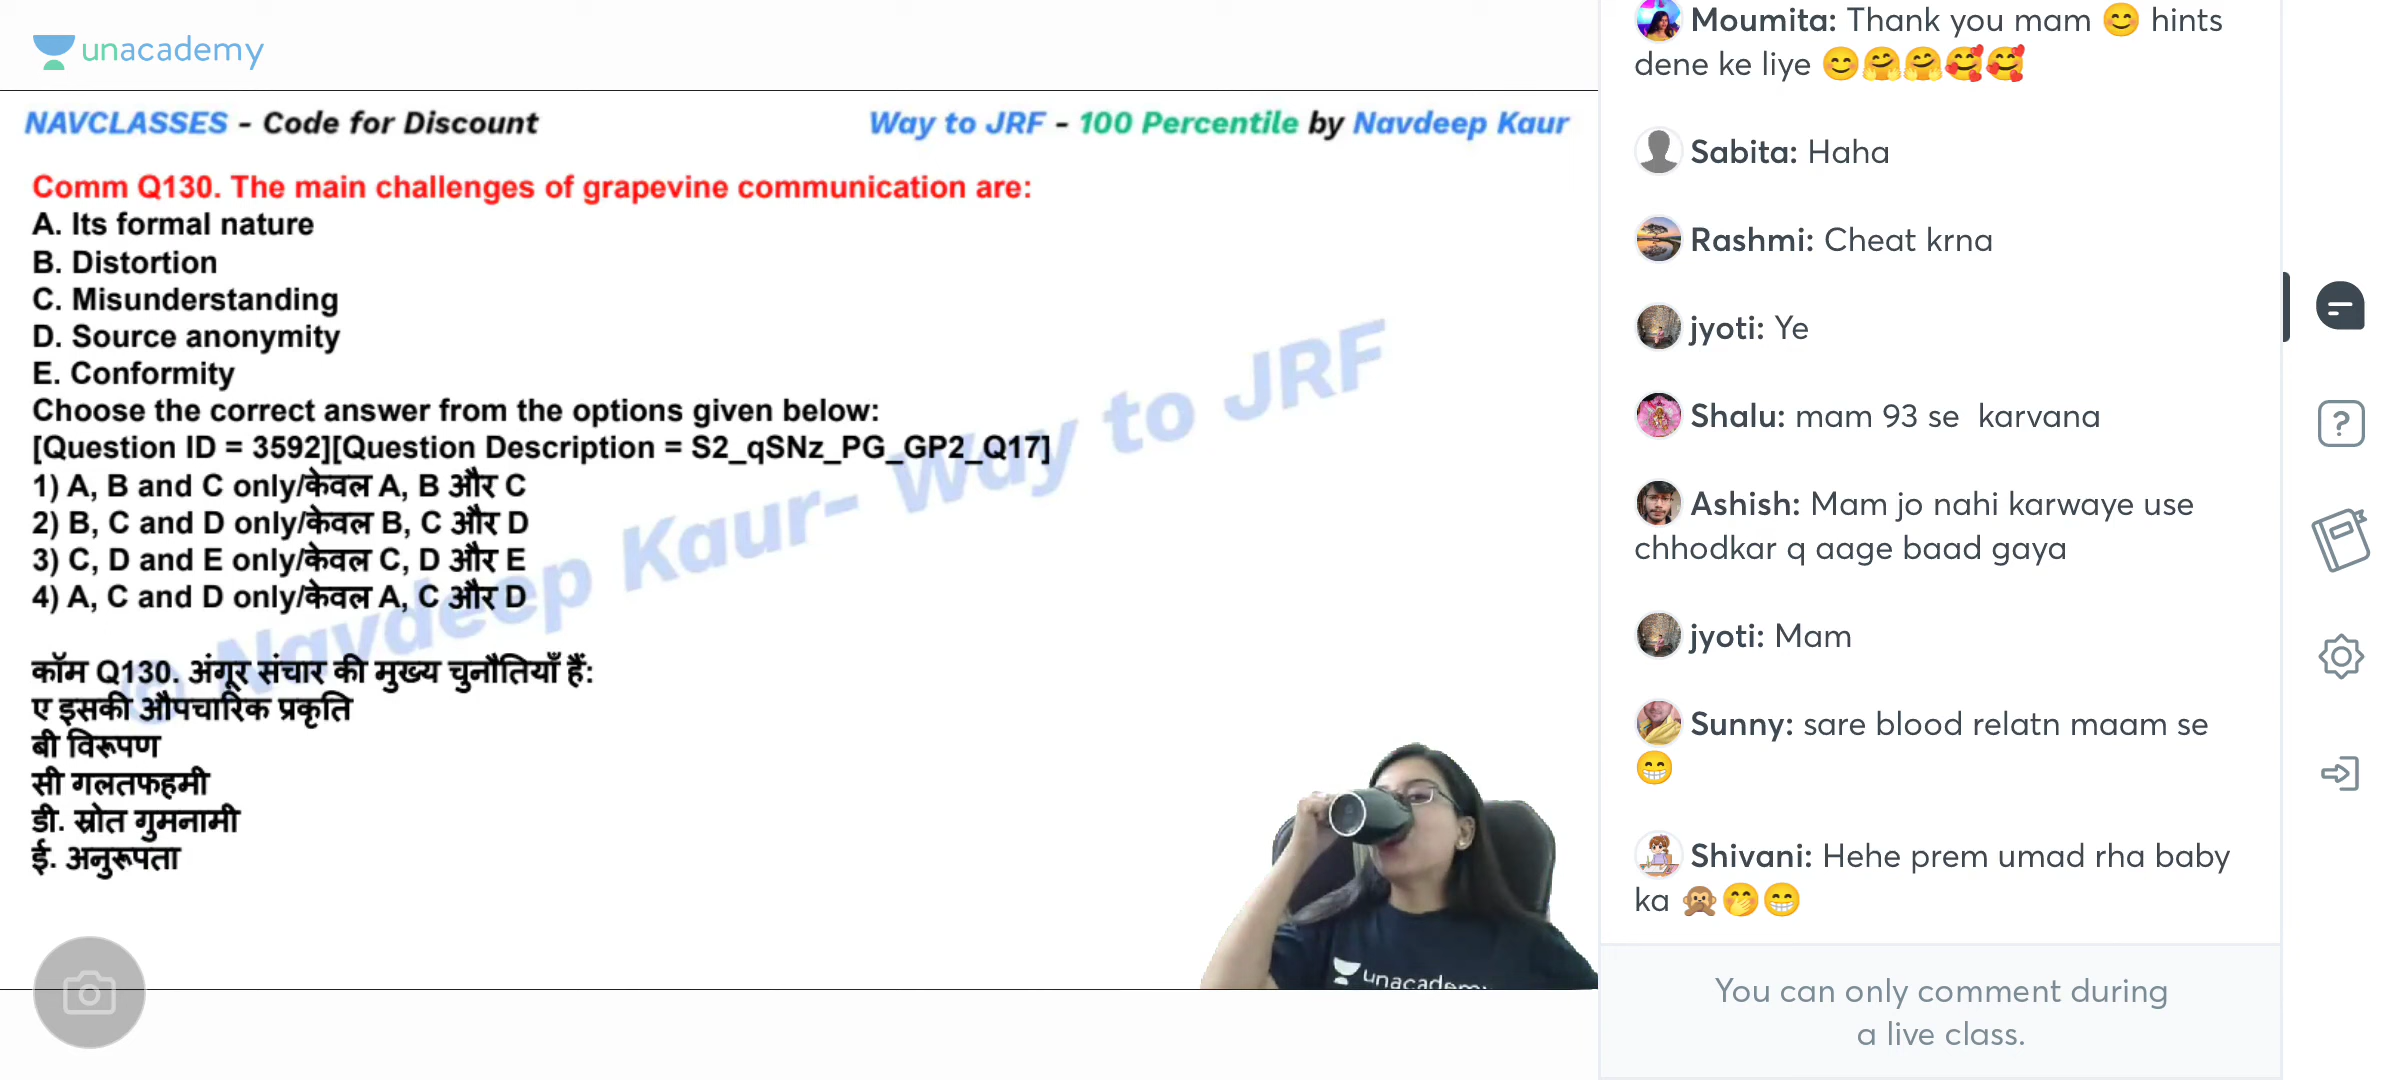 unacademy
NAVCLASSES - Code for Discount
Way to JRF - 100 Percentile by Navdeep Kaur
Comm Q130. The main challenges of grapevine communication are:
A. Its formal nature
B. Distortion
C. Misunderstanding
D. Source anonymity
E. Conformity
Choose the correct answer from the options given below:
[Question ID = 3592][Question Description = S2_qSNz_PG_GP2_Q17]
1) A, B and C only/केवल A, B और C
2) B, C and D only/केवल B, C और D
3) C, D and E only/केवल C, D और E
4) A, C and D only/केवल A, C और D
कॉम Q130. अंगूर संचार की मुख्य चुनौतियाँ हैं:
ए इसकी औपचारिक प्रकृति
बी विरूपण
सी गलतफहमी
डी. स्रोत गुमनामी
ई. अनुरूपता
© Navdeep Kaur- Way to JRF
unacademy
Moumita: Thank you mam 😊 hints
dene ke liye 😊🤗🤗🥰🥰
Sabita: Haha
Rashmi: Cheat krna
jyoti: Ye
Shalu: mam 93 se karvana
Ashish: Mam jo nahi karwaye use
chhodkar q aage baad gaya
jyoti: Mam
Sunny: sare blood relatn maam se
😁
Shivani: Hehe prem umad rha baby
ka 🙊🤭😁
You can only comment during
a live class.